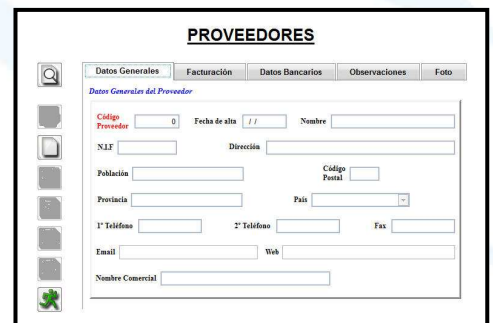 PROVEEDORES
Datos Generales Facturación Datos Bancarios Observaciones Foto
Datos Generales del Proveedor
Código Proveedor 0 Fecha de alta / / Nombre
N.I.F Dirección
Población Código Postal
Provincia País
1º Teléfono 2º Teléfono Fax
Email Web
Nombre Comercial